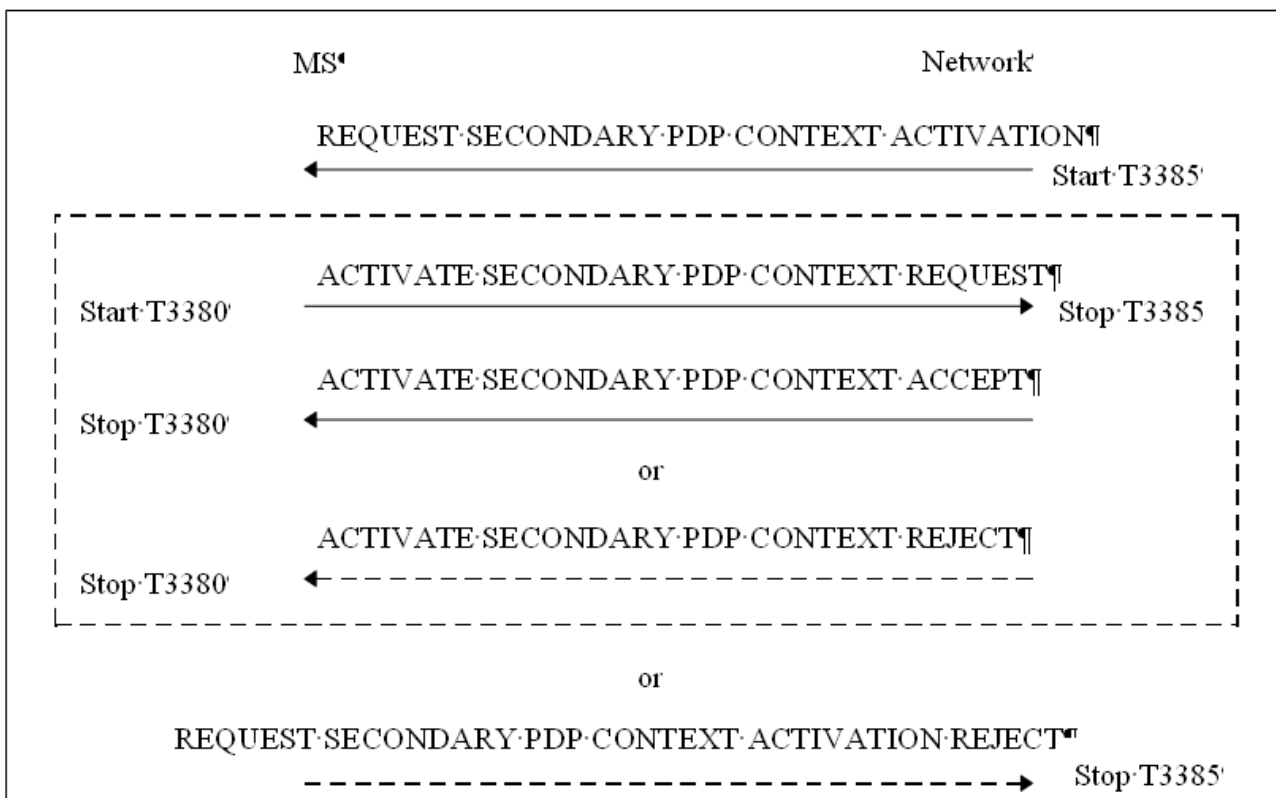 MS¶ Network
REQUEST·SECONDARY·PDP·CONTEXT·ACTIVATION¶
Start·T3385
ACTIVATE·SECONDARY·PDP·CONTEXT·REQUEST¶
Start·T3380 Stop·T3385
ACTIVATE·SECONDARY·PDP·CONTEXT·ACCEPT¶
Stop·T3380
or
ACTIVATE·SECONDARY·PDP·CONTEXT·REJECT¶
Stop·T3380
or
REQUEST·SECONDARY·PDP·CONTEXT·ACTIVATION·REJECT¶
Stop·T3385